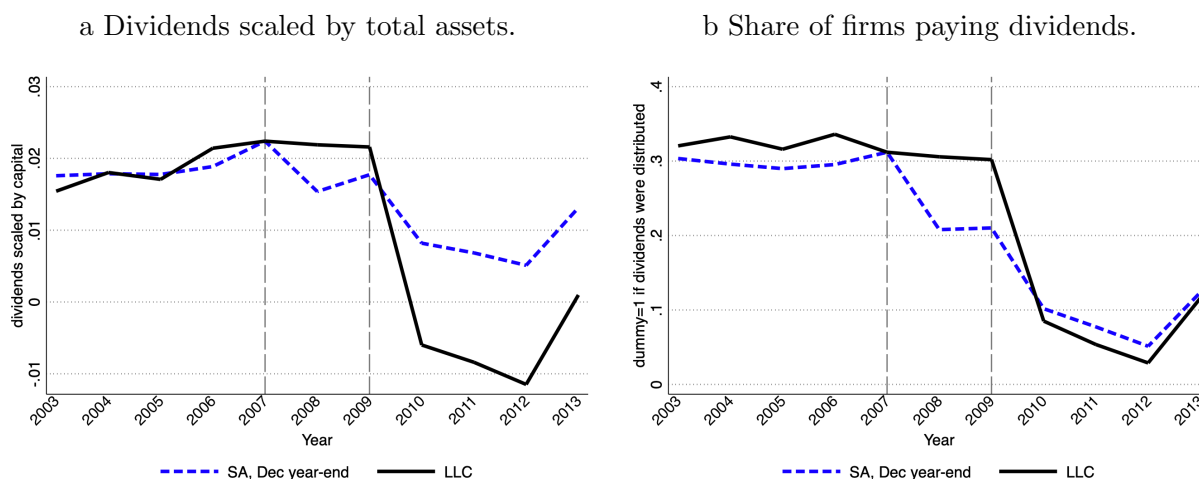 a Dividends scaled by total assets.
dividends scaled by capital
.03
.02
.01
0
-.01
2003 2004 2005 2006 2007 2008 2009 2010 2011 2012 2013
Year
SA, Dec year-end LLC
b Share of firms paying dividends.
dummy=1 if dividends were distributed
.4
.3
.2
.1
0
2003 2004 2005 2006 2007 2008 2009 2010 2011 2012 2013
Year
SA, Dec year-end LLC